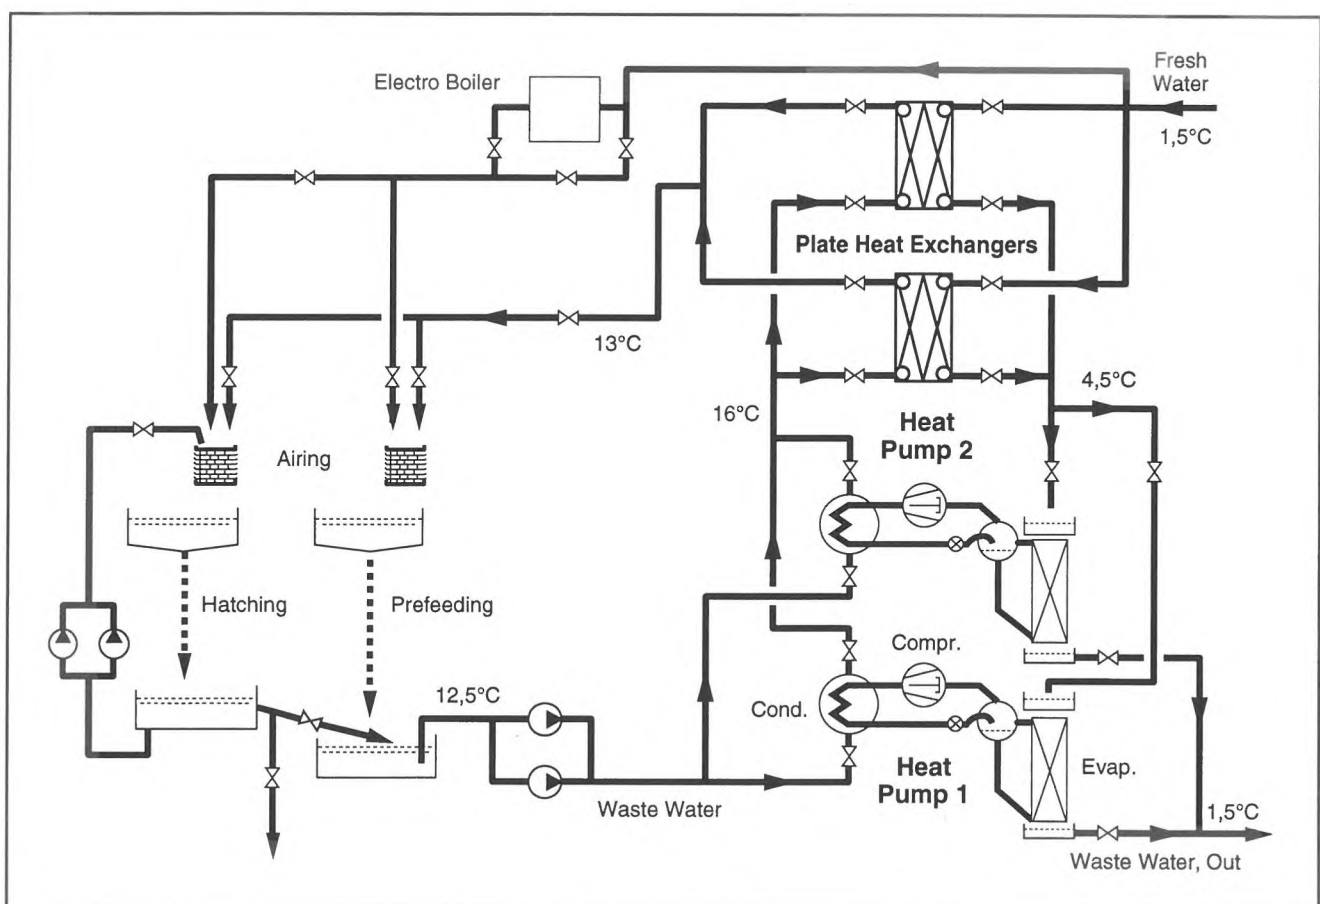 Electro Boiler
Fresh
Water
1,5°C
Plate Heat Exchangers
13°C
4,5°C
16°C
Heat
Pump 2
Airing
Hatching
Prefeeding
Compr.
12,5°C
Cond.
Heat
Pump 1
Evap.
Waste Water
1,5°C
Waste Water, Out